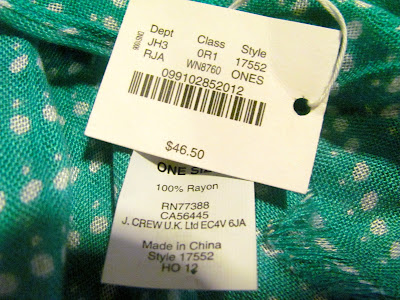 Dept Class Style
JH3 0R1 17552
RJA WN8760 ONES
099102852012
$46.50
ONE
100% Rayon
RN77388
CA56445
J. CREW U.K. Ltd EC4V 6JA
Made in China
Style 17552
HO 12